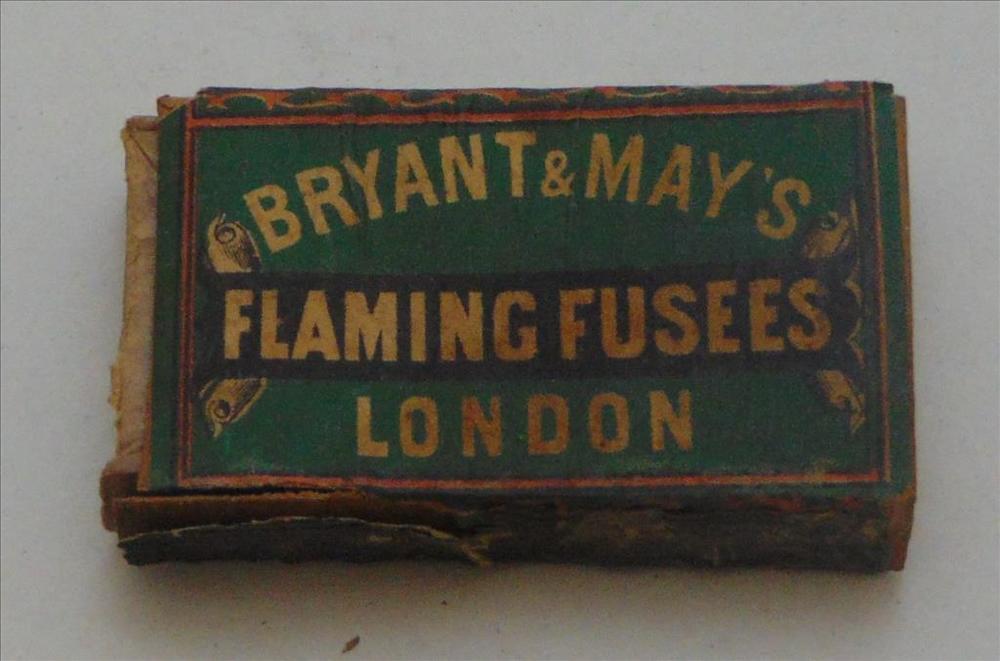 BRYANT & MAY'S
FLAMING FUSEES
LONDON